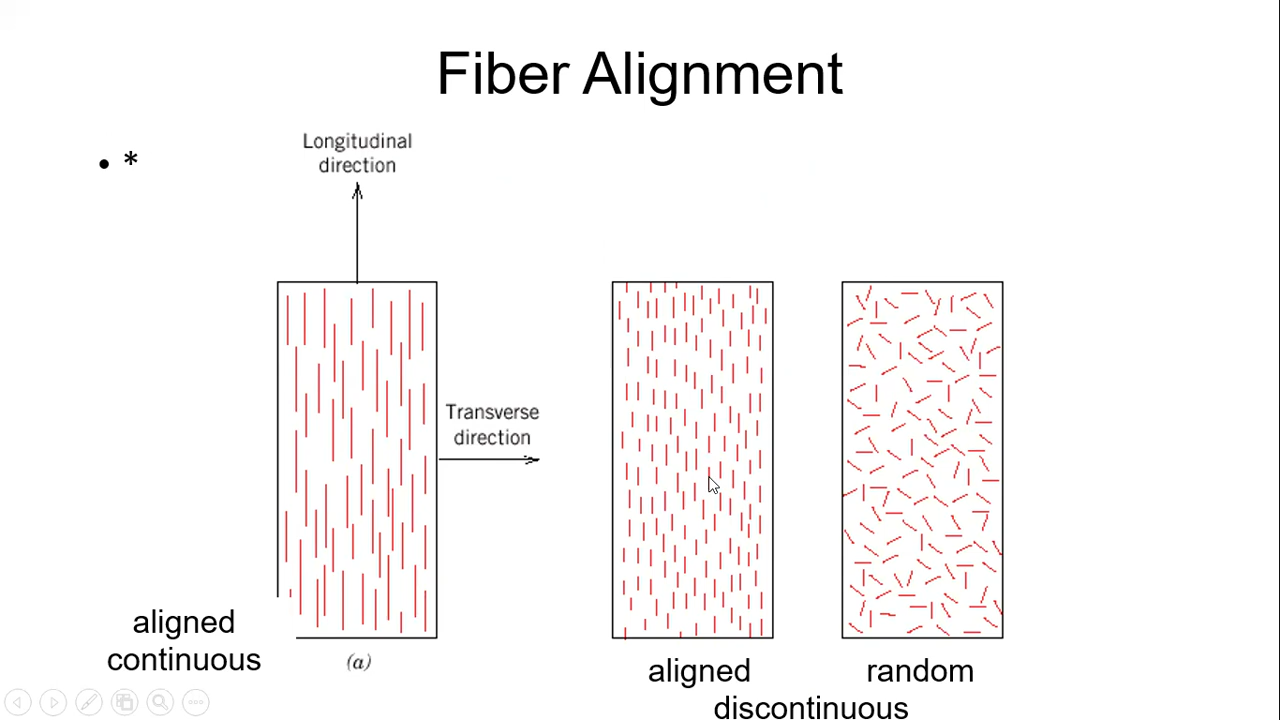 Fiber Alignment
• *
Longitudinal
direction
Transverse
direction
aligned
continuous
(a)
aligned
random
discontinuous